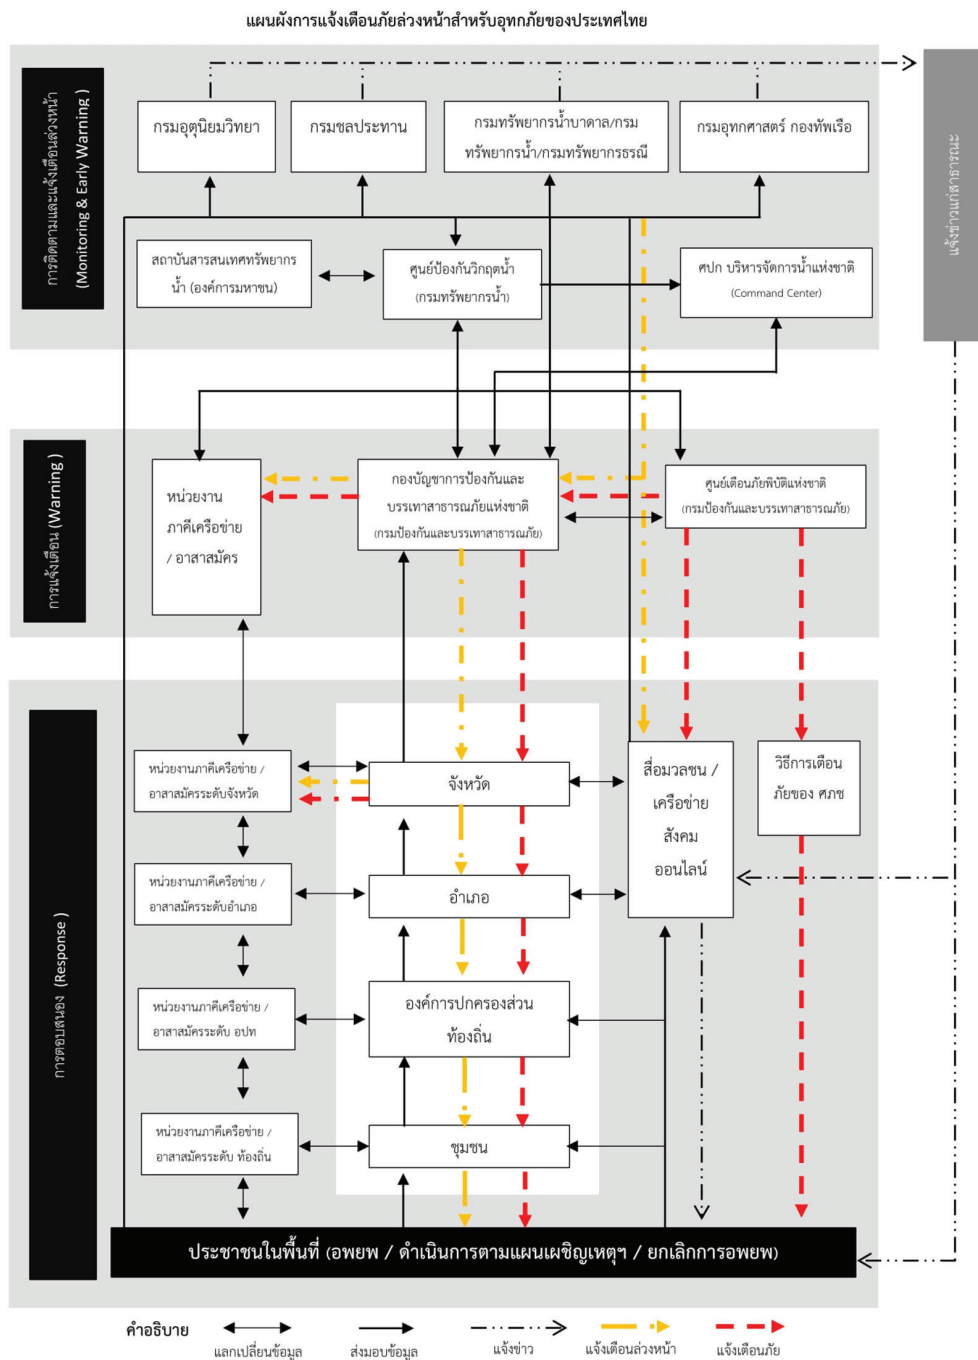 แผนผังการแจ้งเตือนภัยล่วงหน้าสำหรับอุทกภัยของประเทศไทย
การติดตามและแจ้งเตือนล่วงหน้า
(Monitoring & Early Warning )
กรมอุตุนิยมวิทยา
กรมชลประทาน
กรมทรัพยากรน้ำบาดาล/กรม
ทรัพยากรน้ำ/กรมทรัพยากรธรณี
กรมอุทกศาสตร์ กองทัพเรือ
แจ้งข่าวแก่สาธารณะ
สถาบันสารสนเทศทรัพยากร
น้ำ (องค์การมหาชน)
ศูนย์ป้องกันวิกฤตน้ำ
(กรมทรัพยากรน้ำ)
ศปก บริหารจัดการน้ำแห่งชาติ
(Command Center)
การแจ้งเตือน (Warning )
หน่วยงาน
ภาคีเครือข่าย
/ อาสาสมัคร
กองบัญชาการป้องกันและ
บรรเทาสาธารณภัยแห่งชาติ
(กรมป้องกันและบรรเทาสาธารณภัย)
ศูนย์เตือนภัยพิบัติแห่งชาติ
(กรมป้องกันและบรรเทาสาธารณภัย)
การตอบสนอง (Response )
หน่วยงานภาคีเครือข่าย /
อาสาสมัครระดับจังหวัด
จังหวัด
สื่อมวลชน /
เครือข่าย
สังคม
ออนไลน์
วิธีการเตือน
ภัยของ ศภช
หน่วยงานภาคีเครือข่าย /
อาสาสมัครระดับอำเภอ
อำเภอ
หน่วยงานภาคีเครือข่าย /
อาสาสมัครระดับ อปท
องค์การปกครองส่วน
ท้องถิ่น
หน่วยงานภาคีเครือข่าย /
อาสาสมัครระดับ ท้องถิ่น
ชุมชน
ประชาชนในพื้นที่ (อพยพ / ดำเนินการตามแผนเผชิญเหตุฯ / ยกเลิกการอพยพ)
คำอธิบาย
แลกเปลี่ยนข้อมูล
ส่งมอบข้อมูล
แจ้งข่าว
แจ้งเตือนล่วงหน้า
แจ้งเตือนภัย